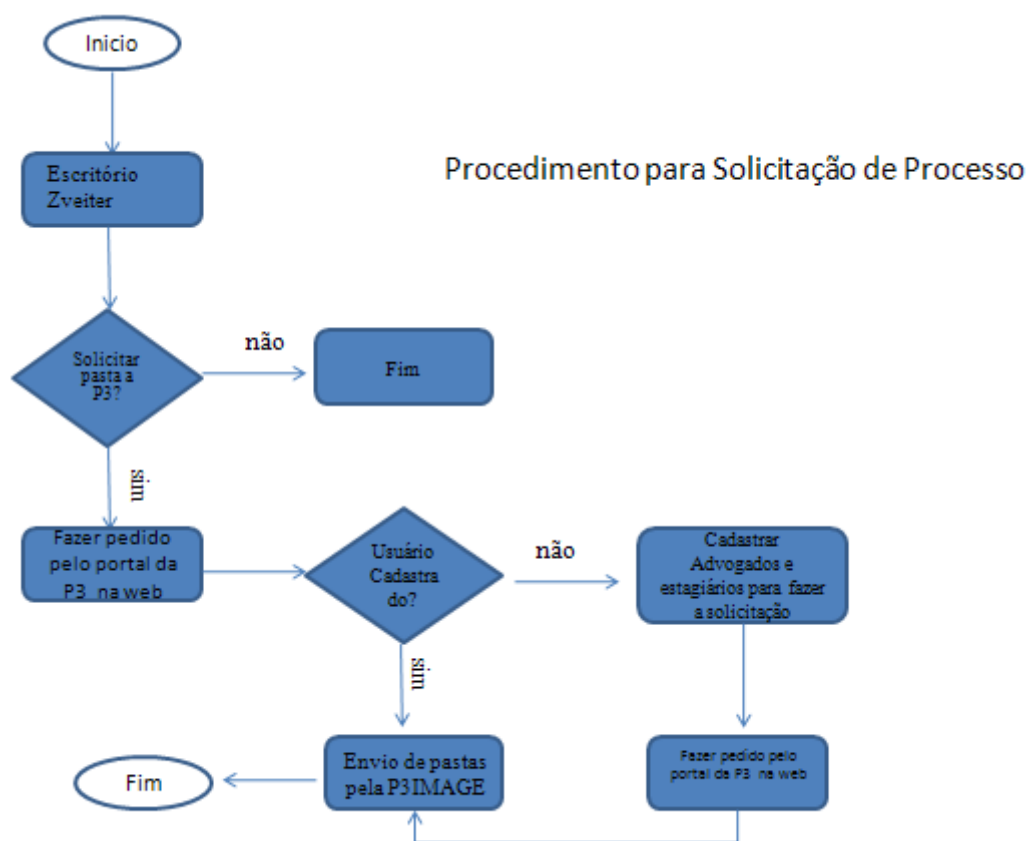 Inicio
Procedimento para Solicitação de Processo
Escritório
Zveiter
Solicitar
pasta a
P3?
não
Fim
sim
Fazer pedido
pelo portal da
P3 na web
Usuário
Cadastra
do?
não
Cadastrar
Advogados e
estagiários para fazer
a solicitação
sim
Envio de pastas
pela P3IMAGE
Fim
Fazer pedido pelo
portal da P3 na web